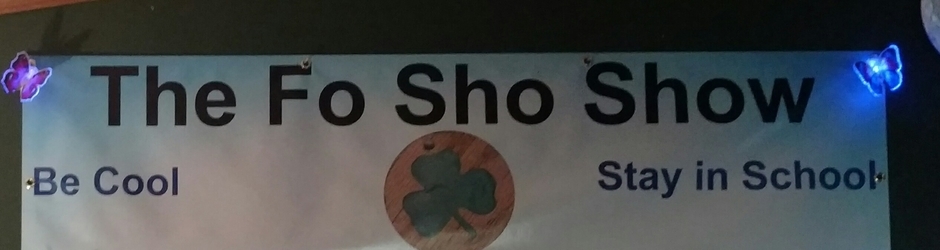 The Fo Sho Show
Be Cool
Stay in School